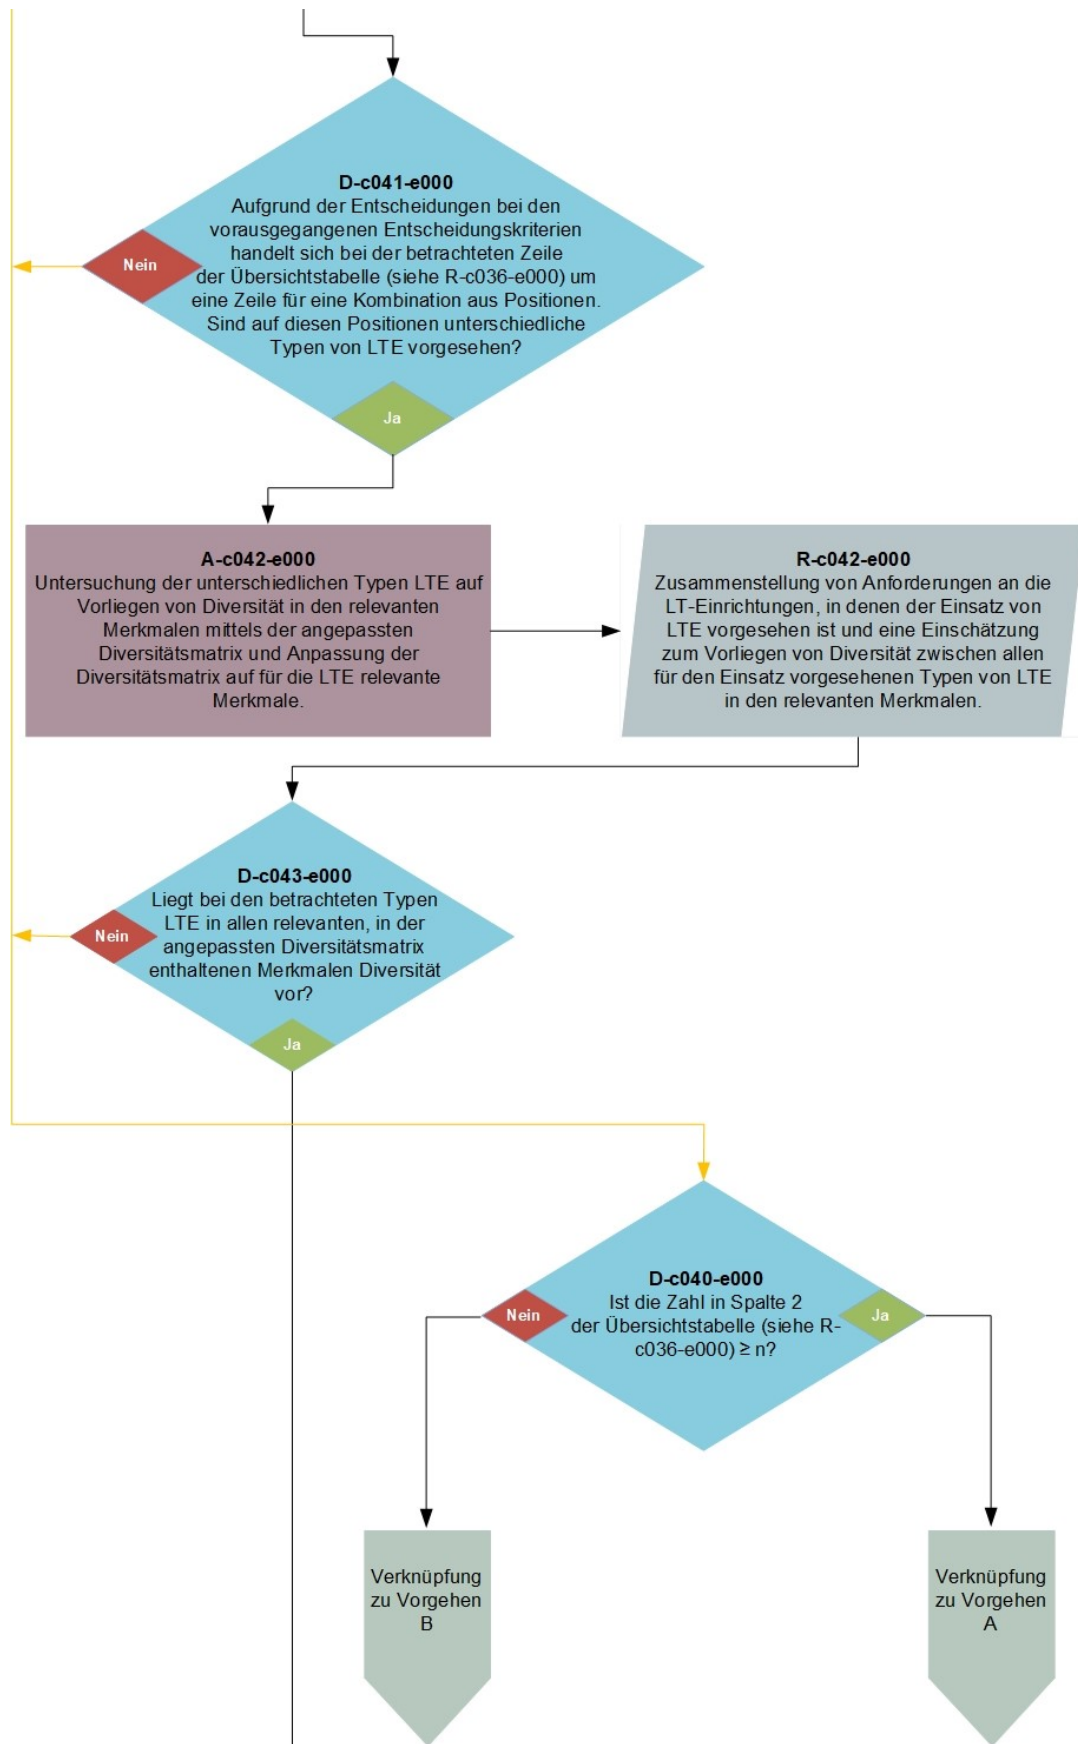 D-c041-e000
Aufgrund der Entscheidungen bei den
vorausgegangenen Entscheidungskriterien
handelt sich bei der betrachteten Zeile
der Übersichtstabelle (siehe R-c036-e000) um
eine Zeile für eine Kombination aus Positionen.
Sind auf diesen Positionen unterschiedliche
Typen von LTE vorgesehen?
Nein
Ja
A-c042-e000
Untersuchung der unterschiedlichen Typen LTE auf
Vorliegen von Diversität in den relevanten
Merkmalen mittels der angepassten
Diversitätsmatrix und Anpassung der
Diversitätsmatrix auf für die LTE relevante
Merkmale.
R-c042-e000
Zusammenstellung von Anforderungen an die
LT-Einrichtungen, in denen der Einsatz von
LTE vorgesehen ist und eine Einschätzung
zum Vorliegen von Diversität zwischen allen
für den Einsatz vorgesehenen Typen von LTE
in den relevanten Merkmalen.
D-c043-e000
Liegt bei den betrachteten Typen
LTE in allen relevanten, in der
angepassten Diversitätsmatrix
enthaltenen Merkmalen Diversität
vor?
Nein
Ja
D-c040-e000
Ist die Zahl in Spalte 2
der Übersichtstabelle (siehe R-
c036-e000) ≥ n?
Nein
Ja
Verknüpfung
zu Vorgehen
B
Verknüpfung
zu Vorgehen
A